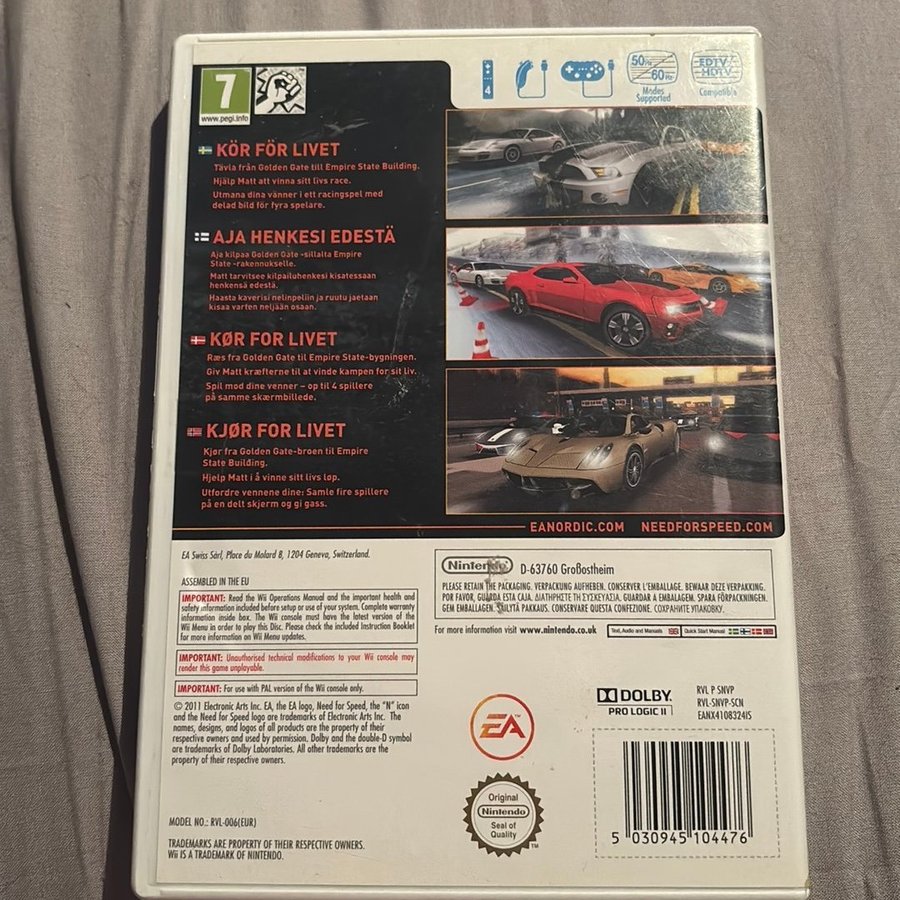 7
www.pegi.info
4
50Hz
60Hz
Modes
Supported
EDTV/
HDTV
Compatible
KÖR FÖR LIVET
Tävla från Golden Gate till Empire State Building.
Hjälp Matt att vinna sitt livs race.
Utmana dina vänner i ett racingspel med
delad bild för fyra spelare.
AJA HENKESI EDESTÄ
Aja kilpaa Golden Gate -sillalta Empire
State -rakennukselle.
Matt tarvitsee kilpailuhenkesi kisatessaan
henkensä edestä.
Haasta kaverisi nelinpeliin ja ruutu jaetaan
kisaa varten neljään osaan.
KØR FOR LIVET
Ræs fra Golden Gate til Empire State-bygningen.
Giv Matt kræfterne til at vinde kampen for sit liv.
Spil mod dine venner – op til 4 spillere
på samme skærmbillede.
KJØR FOR LIVET
Kjør fra Golden Gate-broen til Empire
State Building.
Hjelp Matt i å vinne sitt livs løp.
Utfordre vennene dine: Samle fire spillere
på en delt skjerm og gi gass.
EANORDIC.COM NEEDFORSPEED.COM
EA Swiss Sàrl, Place du Molard 8, 1204 Geneva, Switzerland.
ASSEMBLED IN THE EU
IMPORTANT: Read the Wii Operations Manual and the important health and
safety information included before setup or use of your system. Complete warranty
information inside box. The Wii console must have the latest version of the
Wii Menu in order to play this Disc. Please check the included Instruction Booklet
for more information on Wii Menu updates.
IMPORTANT: Unauthorised technical modifications to your Wii console may
render this game unplayable.
IMPORTANT: For use with PAL version of the Wii console only.
© 2011 Electronic Arts Inc. EA, the EA logo, Need for Speed, the "N" icon
and the Need for Speed logo are trademarks of Electronic Arts Inc. The
names, designs, and logos of all products are the property of their
respective owners and used by permission. Dolby and the double-D symbol
are trademarks of Dolby Laboratories. All other trademarks are the
property of their respective owners.
MODEL NO.: RVL-006(EUR)
TRADEMARKS ARE PROPERTY OF THEIR RESPECTIVE OWNERS.
Wii IS A TRADEMARK OF NINTENDO.
Nintendo D-63760 Großostheim
PLEASE RETAIN THE PACKAGING. VERPACKUNG AUFHEBEN. CONSERVER L'EMBALLAGE. BEWAAR DEZE VERPAKKING.
POR FAVOR, GUARDA ESTA CAJA. ΔΙΑΤΗΡΗΣΤΕ ΤΗ ΣΥΣΚΕΥΑΣΙΑ. GUARDAR A EMBALAGEM. SPARA FÖRPACKNINGEN.
GEM EMBALLAGEN. SÄILYTÄ PAKKAUS. CONSERVARE QUESTA CONFEZIONE. СОХРАНИТЕ УПАКОВКУ.
For more information visit www.nintendo.co.uk
Text, Audio and Manuals
Quick Start Manual
EA
DOLBY
PRO LOGIC II
RVL P SNVP
RVL-SNVP-SCN
EANX4108324IS
Original
Nintendo
Seal of
Quality
TM
5 030945 104476